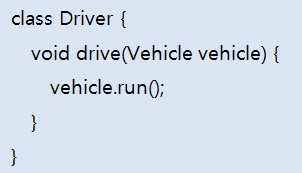 class Driver {
void drive(Vehicle vehicle) {
vehicle.run();
}
}